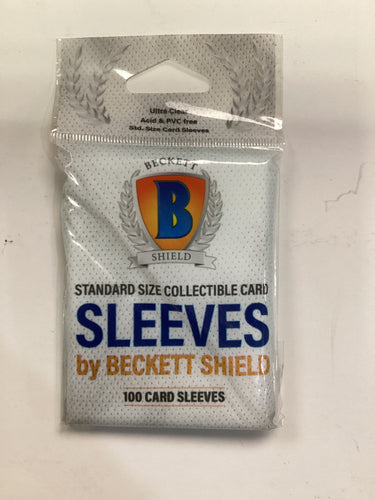 Ultra Clear
Acid & PVC free
Std. Size Card Sleeves
BECKETT
B
SHIELD
STANDARD SIZE COLLECTIBLE CARD
SLEEVES
by BECKETT SHIELD
100 CARD SLEEVES